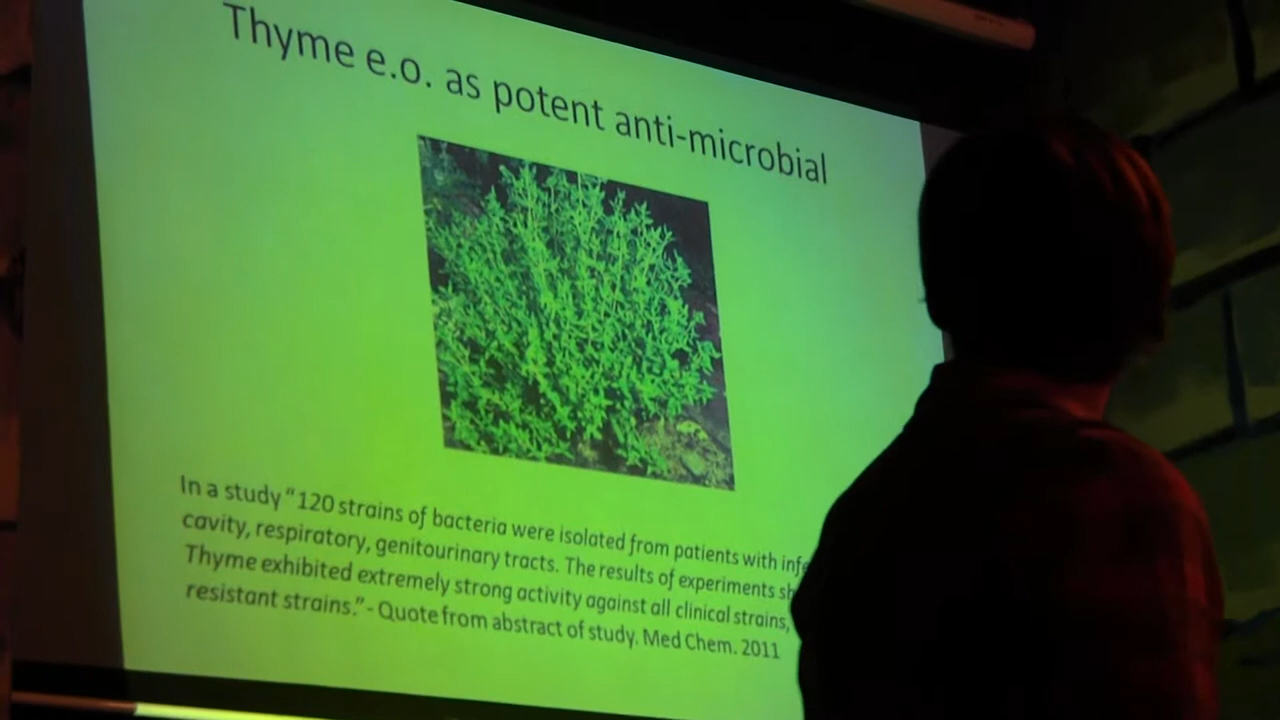 Thyme e.o. as potent anti-microbial
In a study "120 strains of bacteria were isolated from patients with
cavity, respiratory, genitourinary tracts. The results of experiments
Thyme exhibited extremely strong activity against all clinical strains,
resistant strains."- Quote from abstract of study. Med Chem. 2011